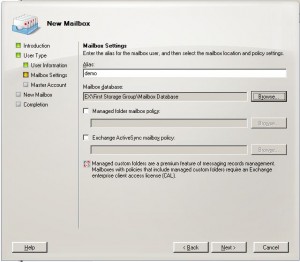 New Mailbox
Introduction
User Type
User Information
Mailbox Settings
Master Account
New Mailbox
Completion
Mailbox Settings
Enter the alias for the mailbox user, and then select the mailbox location and policy settings.
Alias:
demo
Mailbox database:
EX\First Storage Group\Mailbox Database
Browse...
Managed folder mailbox policy:
Browse...
Exchange ActiveSync mailbox policy:
Browse...
Managed custom folders are a premium feature of messaging records management. Mailboxes with policies that include managed custom folders require an Exchange enterprise client access license (CAL).
Help
< Back
Next >
Cancel